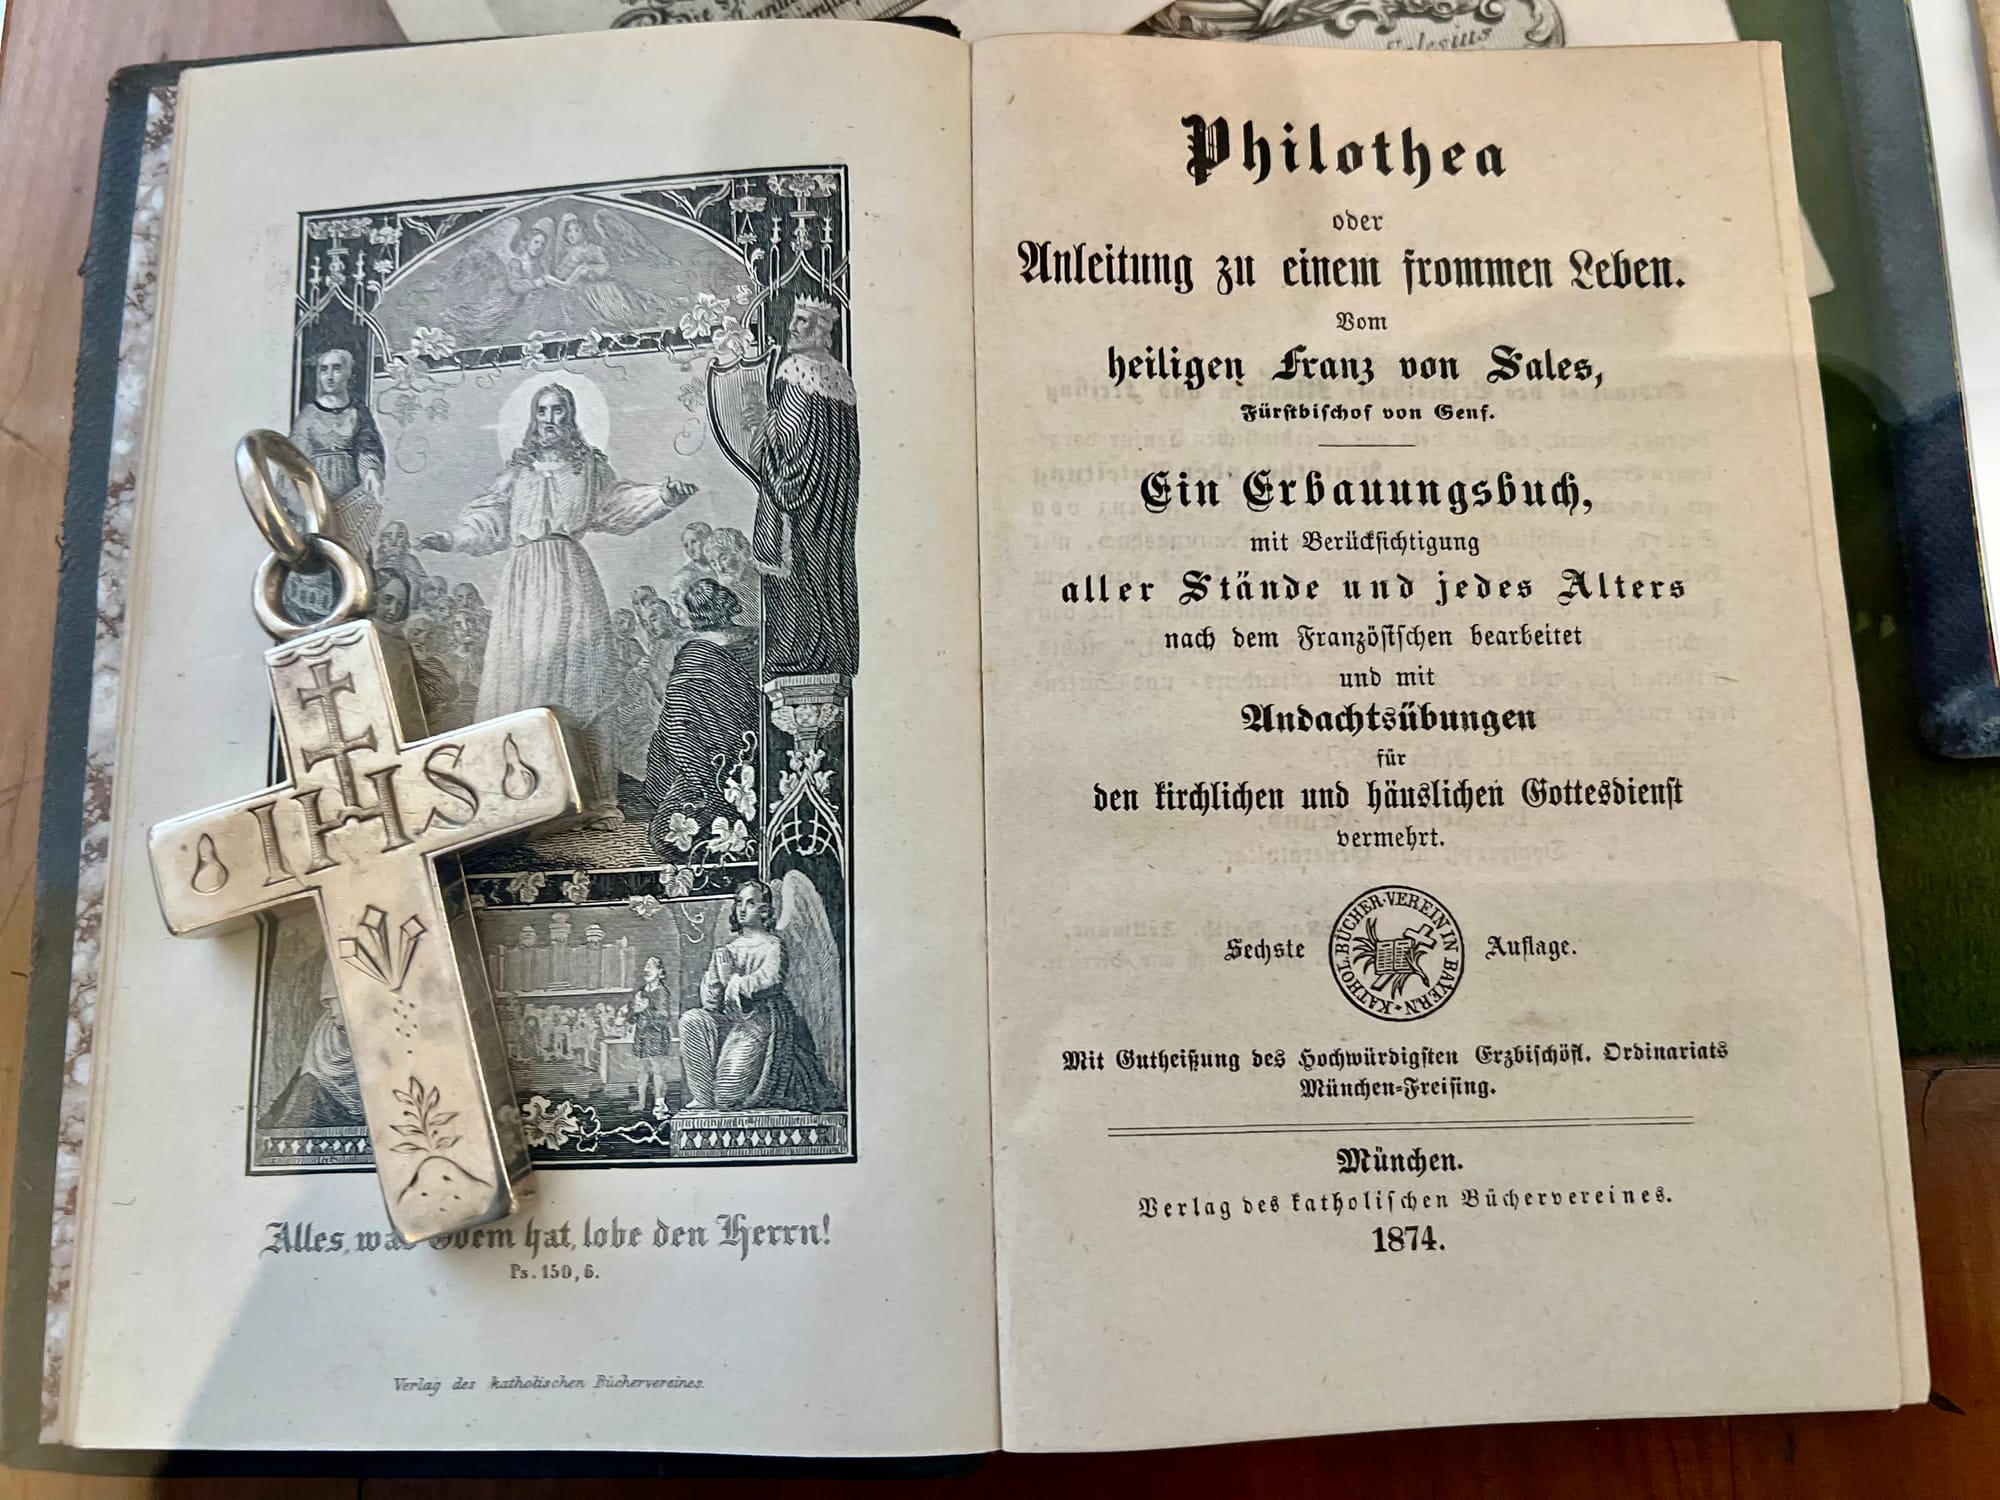 Die
Salesius
IHS
Alles, was Odem hat, lobe den Herrn!
Ps. 150, 6.
Verlag des katholischen Büchervereines.
Philothea
oder
Anleitung zu einem frommen Leben.
Vom
heiligen Franz von Sales,
Fürstbischof von Genf.
Ein Erbauungsbuch,
mit Berücksichtigung
aller Stände und jedes Alters
nach dem Französischen bearbeitet
und mit
Andachtsübungen
für
den kirchlichen und häuslichen Gottesdienst
vermehrt.
Sechste Auflage.
KATHOL. BÜCHER-VEREIN IN BAYERN
Mit Gutheißung des Hochwürdigsten Erzbischöfl. Ordinariats
München-Freising.
München.
Verlag des katholischen Büchervereines.
1874.